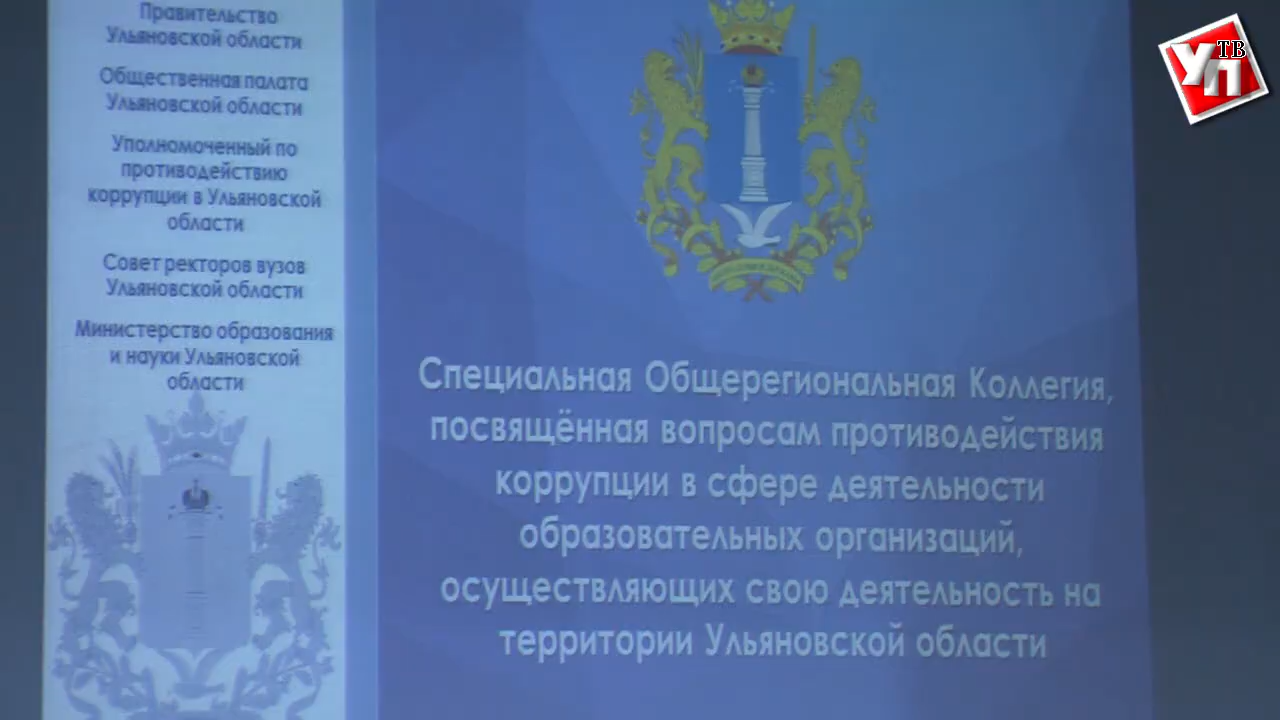 Правительство
Ульяновской области
Общественная палата
Ульяновской области
Уполномоченный по
противодействию
коррупции в Ульяновской
области
Совет ректоров вузов
Ульяновской области
Министерство образования
и науки Ульяновской
области
Специальная Общерегиональная Коллегия,
посвящённая вопросам противодействия
коррупции в сфере деятельности
образовательных организаций,
осуществляющих свою деятельность на
территории Ульяновской области
УП ТВ